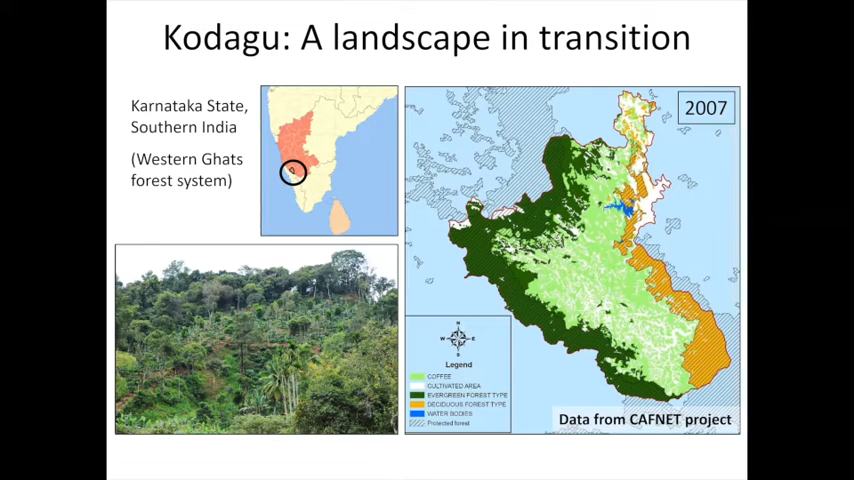 Kodagu: A landscape in transition
Karnataka State,
Southern India
(Western Ghats
forest system)
2007
N
W
E
S
Legend
COFFEE
CULTIVATED AREA
EVERGREEN FOREST TYPE
DECIDUOUS FOREST TYPE
WATER BODIES
Protected forest
Data from CAFNET project